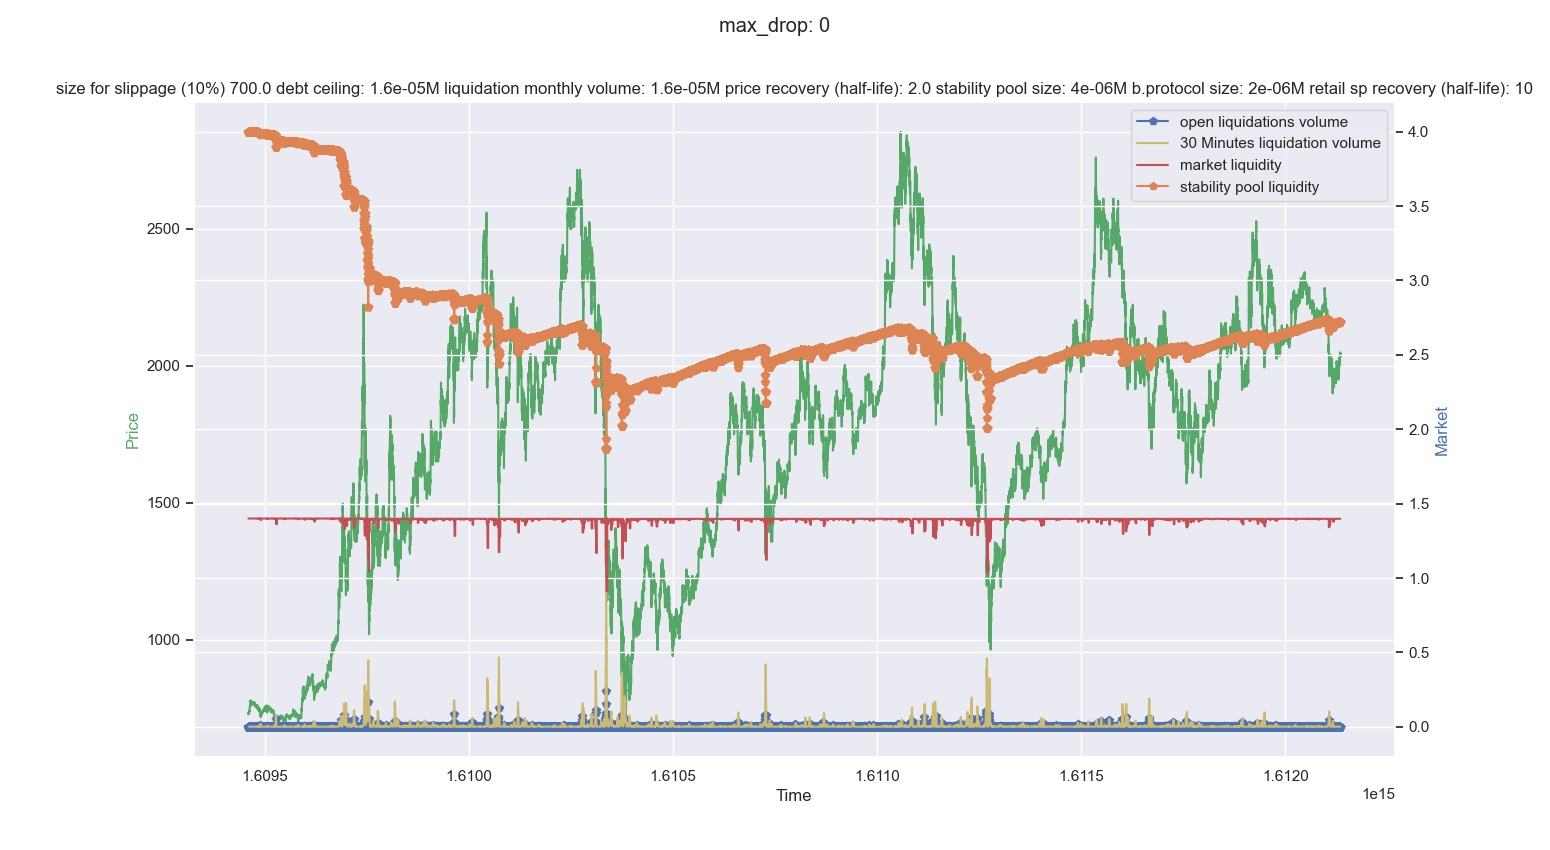 max_drop: 0
size for slippage (10%) 700.0 debt ceiling: 1.6e-05M liquidation monthly volume: 1.6e-05M price recovery (half-life): 2.0 stability pool size: 4e-06M b.protocol size: 2e-06M retail sp recovery (half-life): 10
open liquidations volume
30 Minutes liquidation volume
market liquidity
stability pool liquidity
2500
2000
1500
1000
Price
4.0
3.5
3.0
2.5
2.0
1.5
1.0
0.5
0.0
Market
1.6095 1.6100 1.6105 1.6110 1.6115 1.6120
Time
1e15